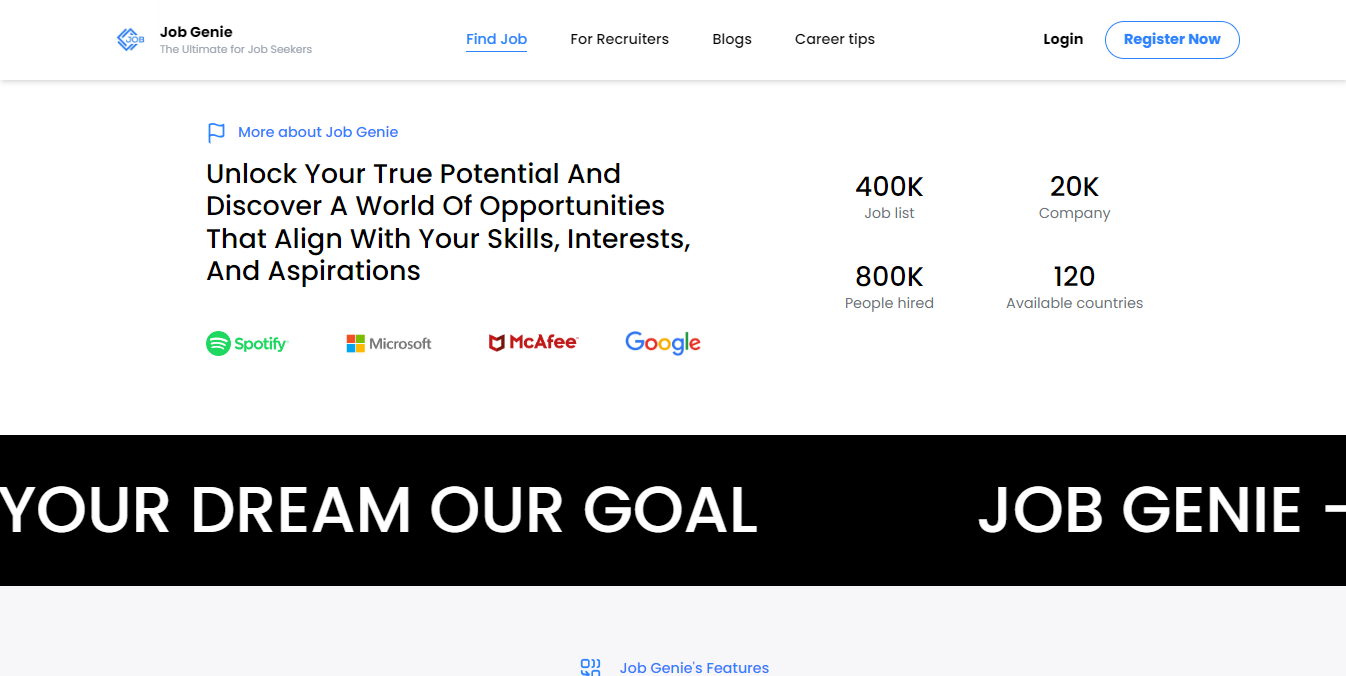 JOB
Job Genie
The Ultimate for Job Seekers
Find Job
For Recruiters
Blogs
Career tips
Login
Register Now
More about Job Genie
Unlock Your True Potential And
Discover A World Of Opportunities
That Align With Your Skills, Interests,
And Aspirations
400K
Job list
20K
Company
800K
People hired
120
Available countries
Spotify
Microsoft
McAfee
Google
YOUR DREAM OUR GOAL
JOB GENIE -
Job Genie's Features